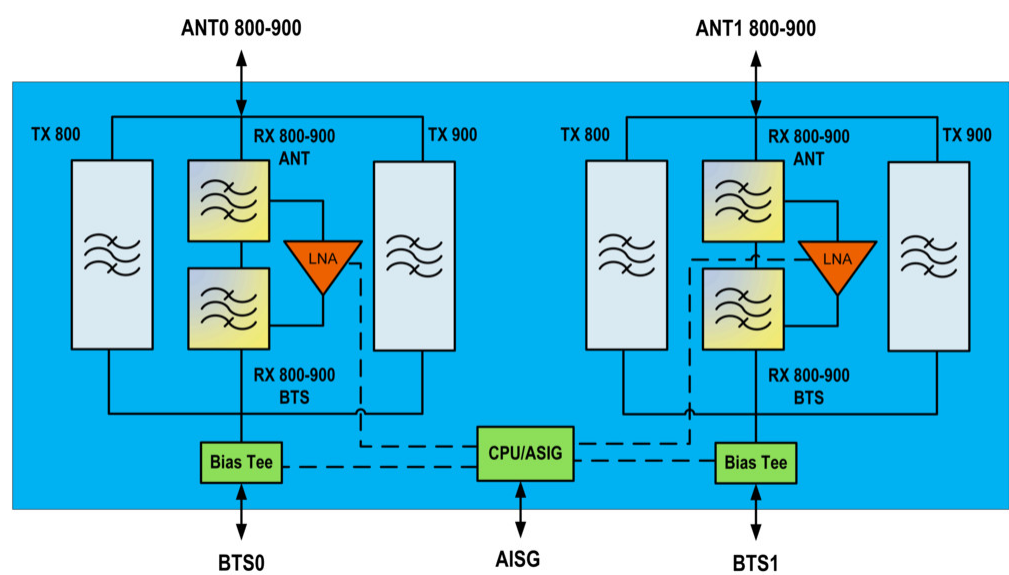 ANT0 800-900
ANT1 800-900
TX 800
RX 800-900
ANT
TX 900
TX 800
RX 800-900
ANT
TX 900
LNA
LNA
RX 800-900
BTS
RX 800-900
BTS
Bias Tee
CPU/ASIG
Bias Tee
BTS0
AISG
BTS1